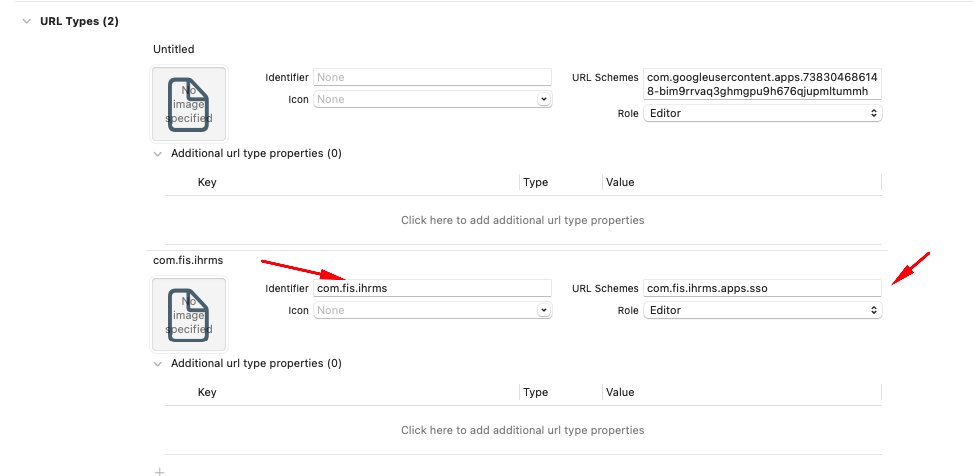 URL Types (2)
Untitled
No image specified
Identifier None
URL Schemes com.googleusercontent.apps.73830468614
8-bim9rrvaq3ghmgpu9h676qjupmltummh
Icon None
Role Editor
Additional url type properties (0)
Key Type Value
Click here to add additional url type properties
com.fis.ihrms
No image specified
Identifier com.fis.ihrms
URL Schemes com.fis.ihrms.apps.sso
Icon None
Role Editor
Additional url type properties (0)
Key Type Value
Click here to add additional url type properties